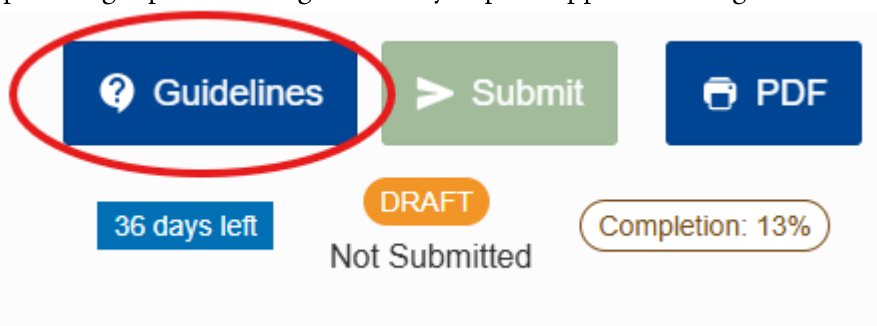 Guidelines
Submit
PDF
36 days left
DRAFT
Not Submitted
Completion: 13%